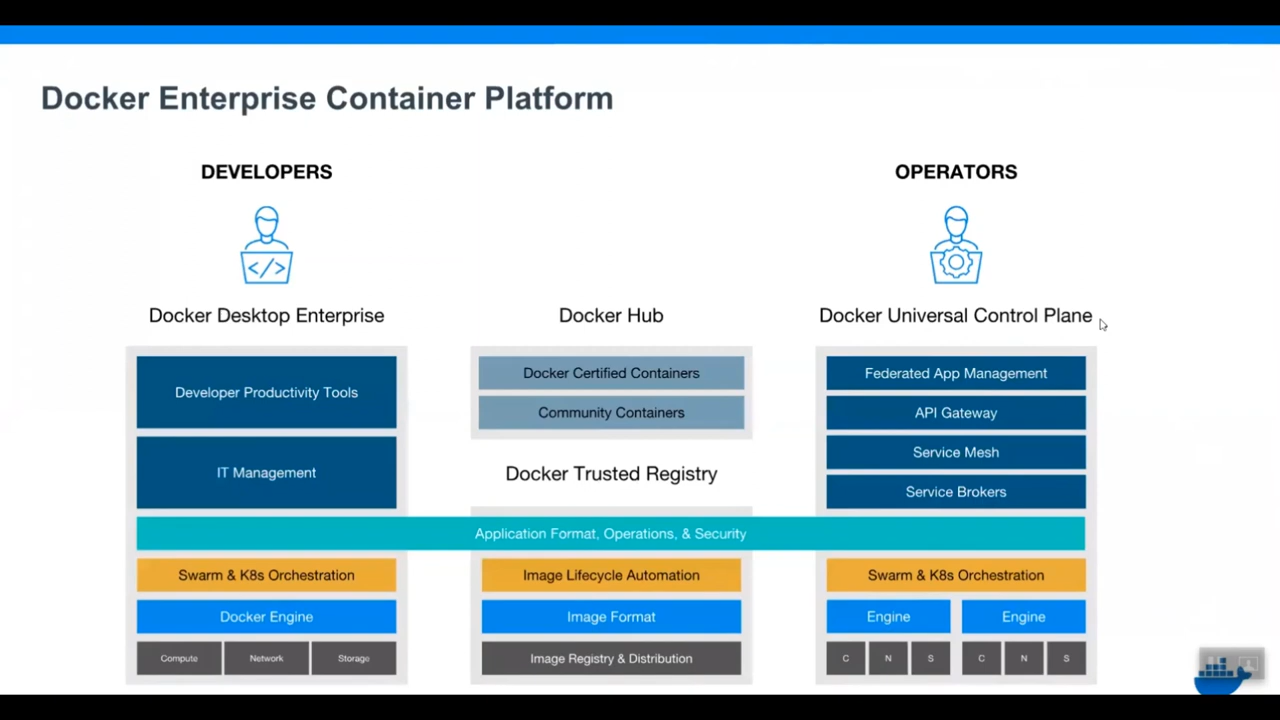 Docker Enterprise Container Platform
DEVELOPERS
</>
Docker Desktop Enterprise
Developer Productivity Tools
IT Management
Docker Hub
Docker Certified Containers
Community Containers
Docker Trusted Registry
OPERATORS
Docker Universal Control Plane
Federated App Management
API Gateway
Service Mesh
Service Brokers
Application Format, Operations, & Security
Swarm & K8s Orchestration
Docker Engine
Compute Network Storage
Image Lifecycle Automation
Image Format
Image Registry & Distribution
Swarm & K8s Orchestration
Engine Engine
C N S C N S